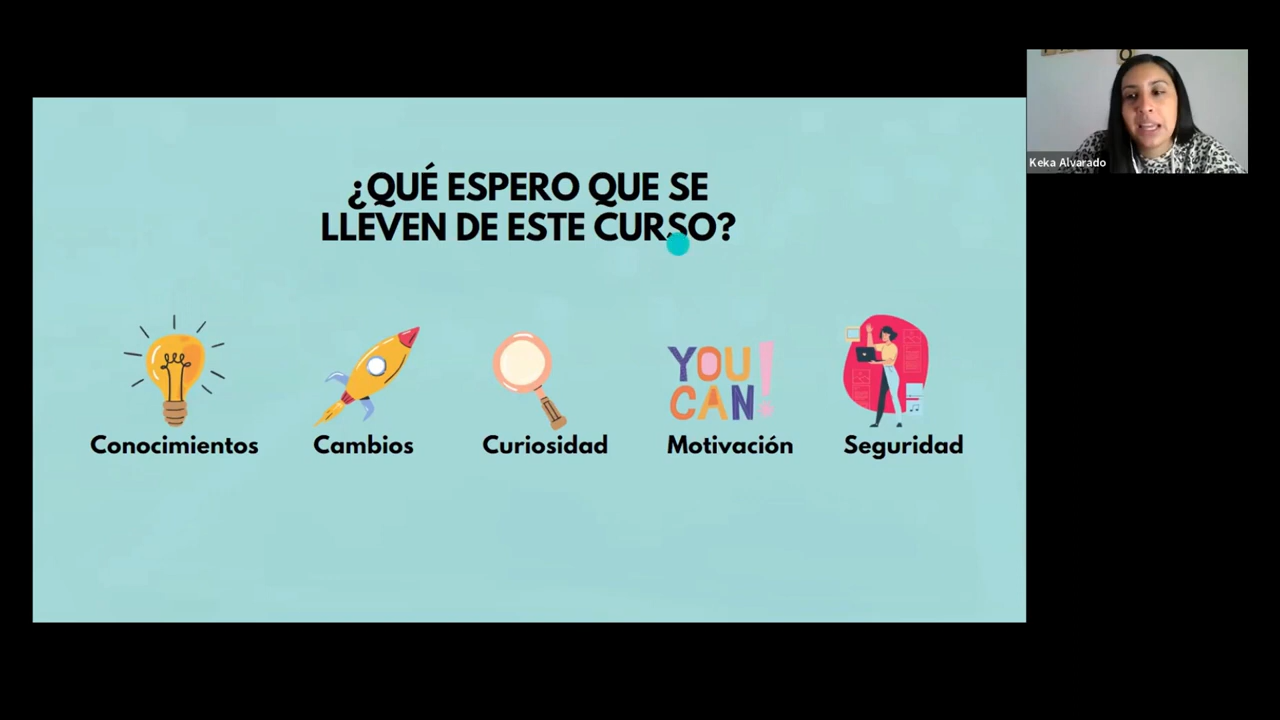 ¿QUÉ ESPERO QUE SE
LLEVEN DE ESTE CURSO?
YOU
CAN!
Conocimientos
Cambios
Curiosidad
Motivación
Seguridad
Keka Alvarado